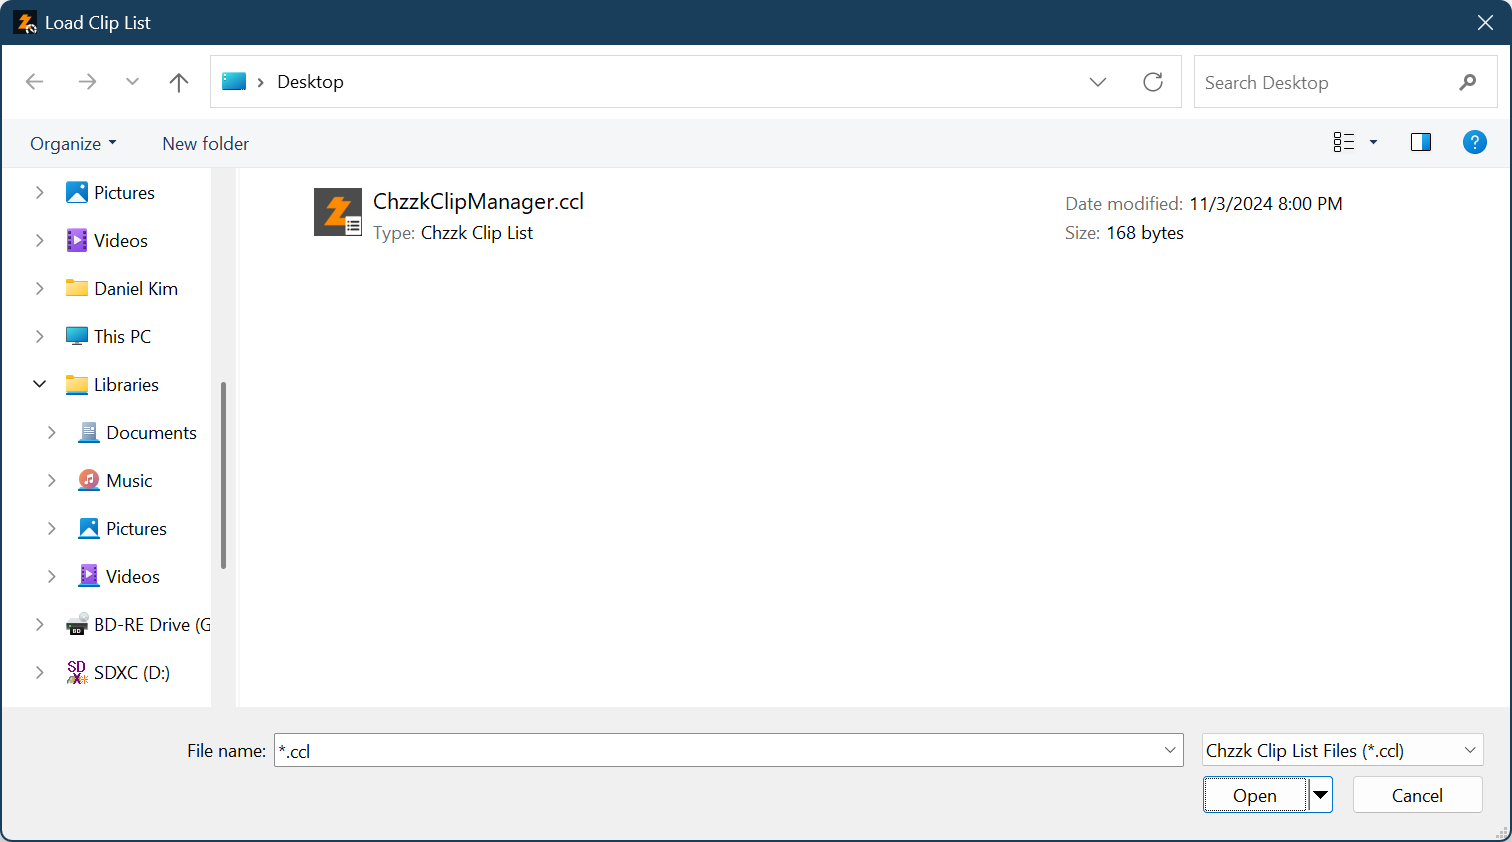 Load Clip List
Desktop
Search Desktop
Organize
New folder
?
Pictures
Videos
Daniel Kim
This PC
Libraries
Documents
Music
Pictures
Videos
BD-RE Drive (G
SD
X
SDXC (D:)
ChzzkClipManager.ccl
Type: Chzzk Clip List
Date modified: 11/3/2024 8:00 PM
Size: 168 bytes
File name: *.ccl
Chzzk Clip List Files (*.ccl)
Open
Cancel